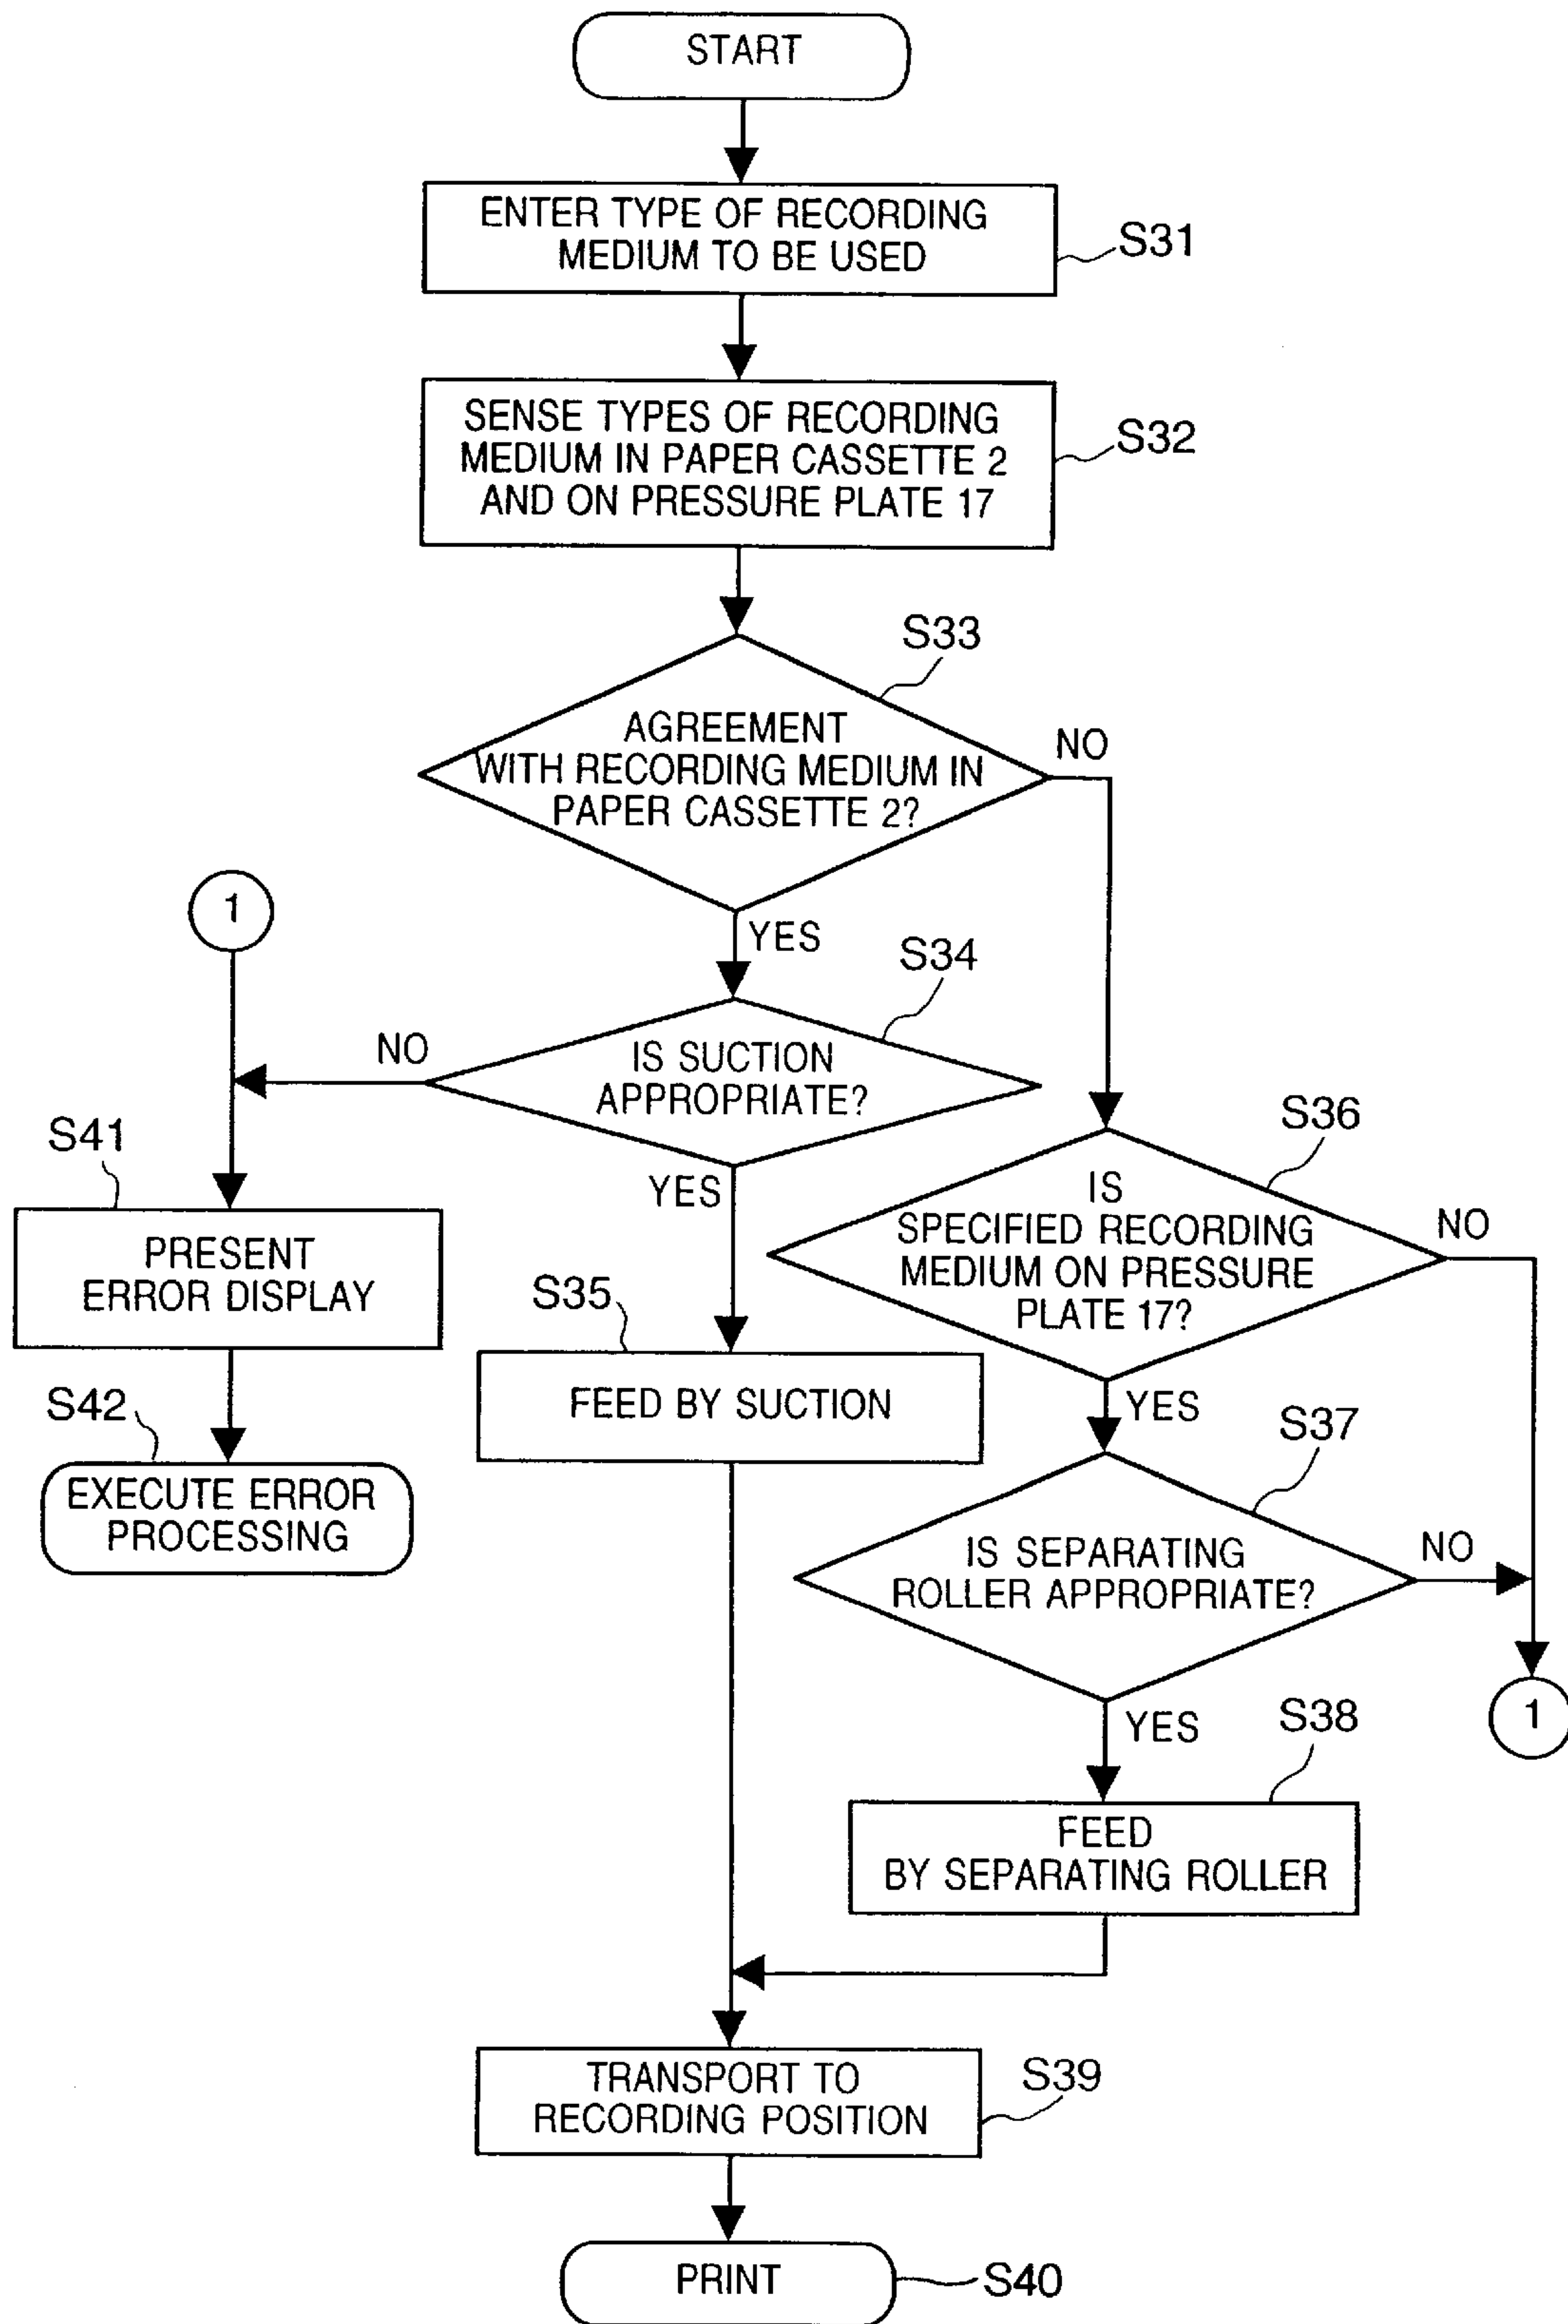 START
ENTER TYPE OF RECORDING
MEDIUM TO BE USED
S31
SENSE TYPES OF RECORDING
MEDIUM IN PAPER CASSETTE 2
AND ON PRESSURE PLATE 17
S32
S33
AGREEMENT
WITH RECORDING MEDIUM IN
PAPER CASSETTE 2?
NO
1
YES
S34
NO
IS SUCTION
APPROPRIATE?
S41
YES
S36
PRESENT
ERROR DISPLAY
IS
SPECIFIED RECORDING
MEDIUM ON PRESSURE
PLATE 17?
NO
S35
FEED BY SUCTION
S42
EXECUTE ERROR
PROCESSING
YES
S37
IS SEPARATING
ROLLER APPROPRIATE?
NO
1
YES
S38
FEED
BY SEPARATING ROLLER
TRANSPORT TO
RECORDING POSITION
S39
PRINT
S40